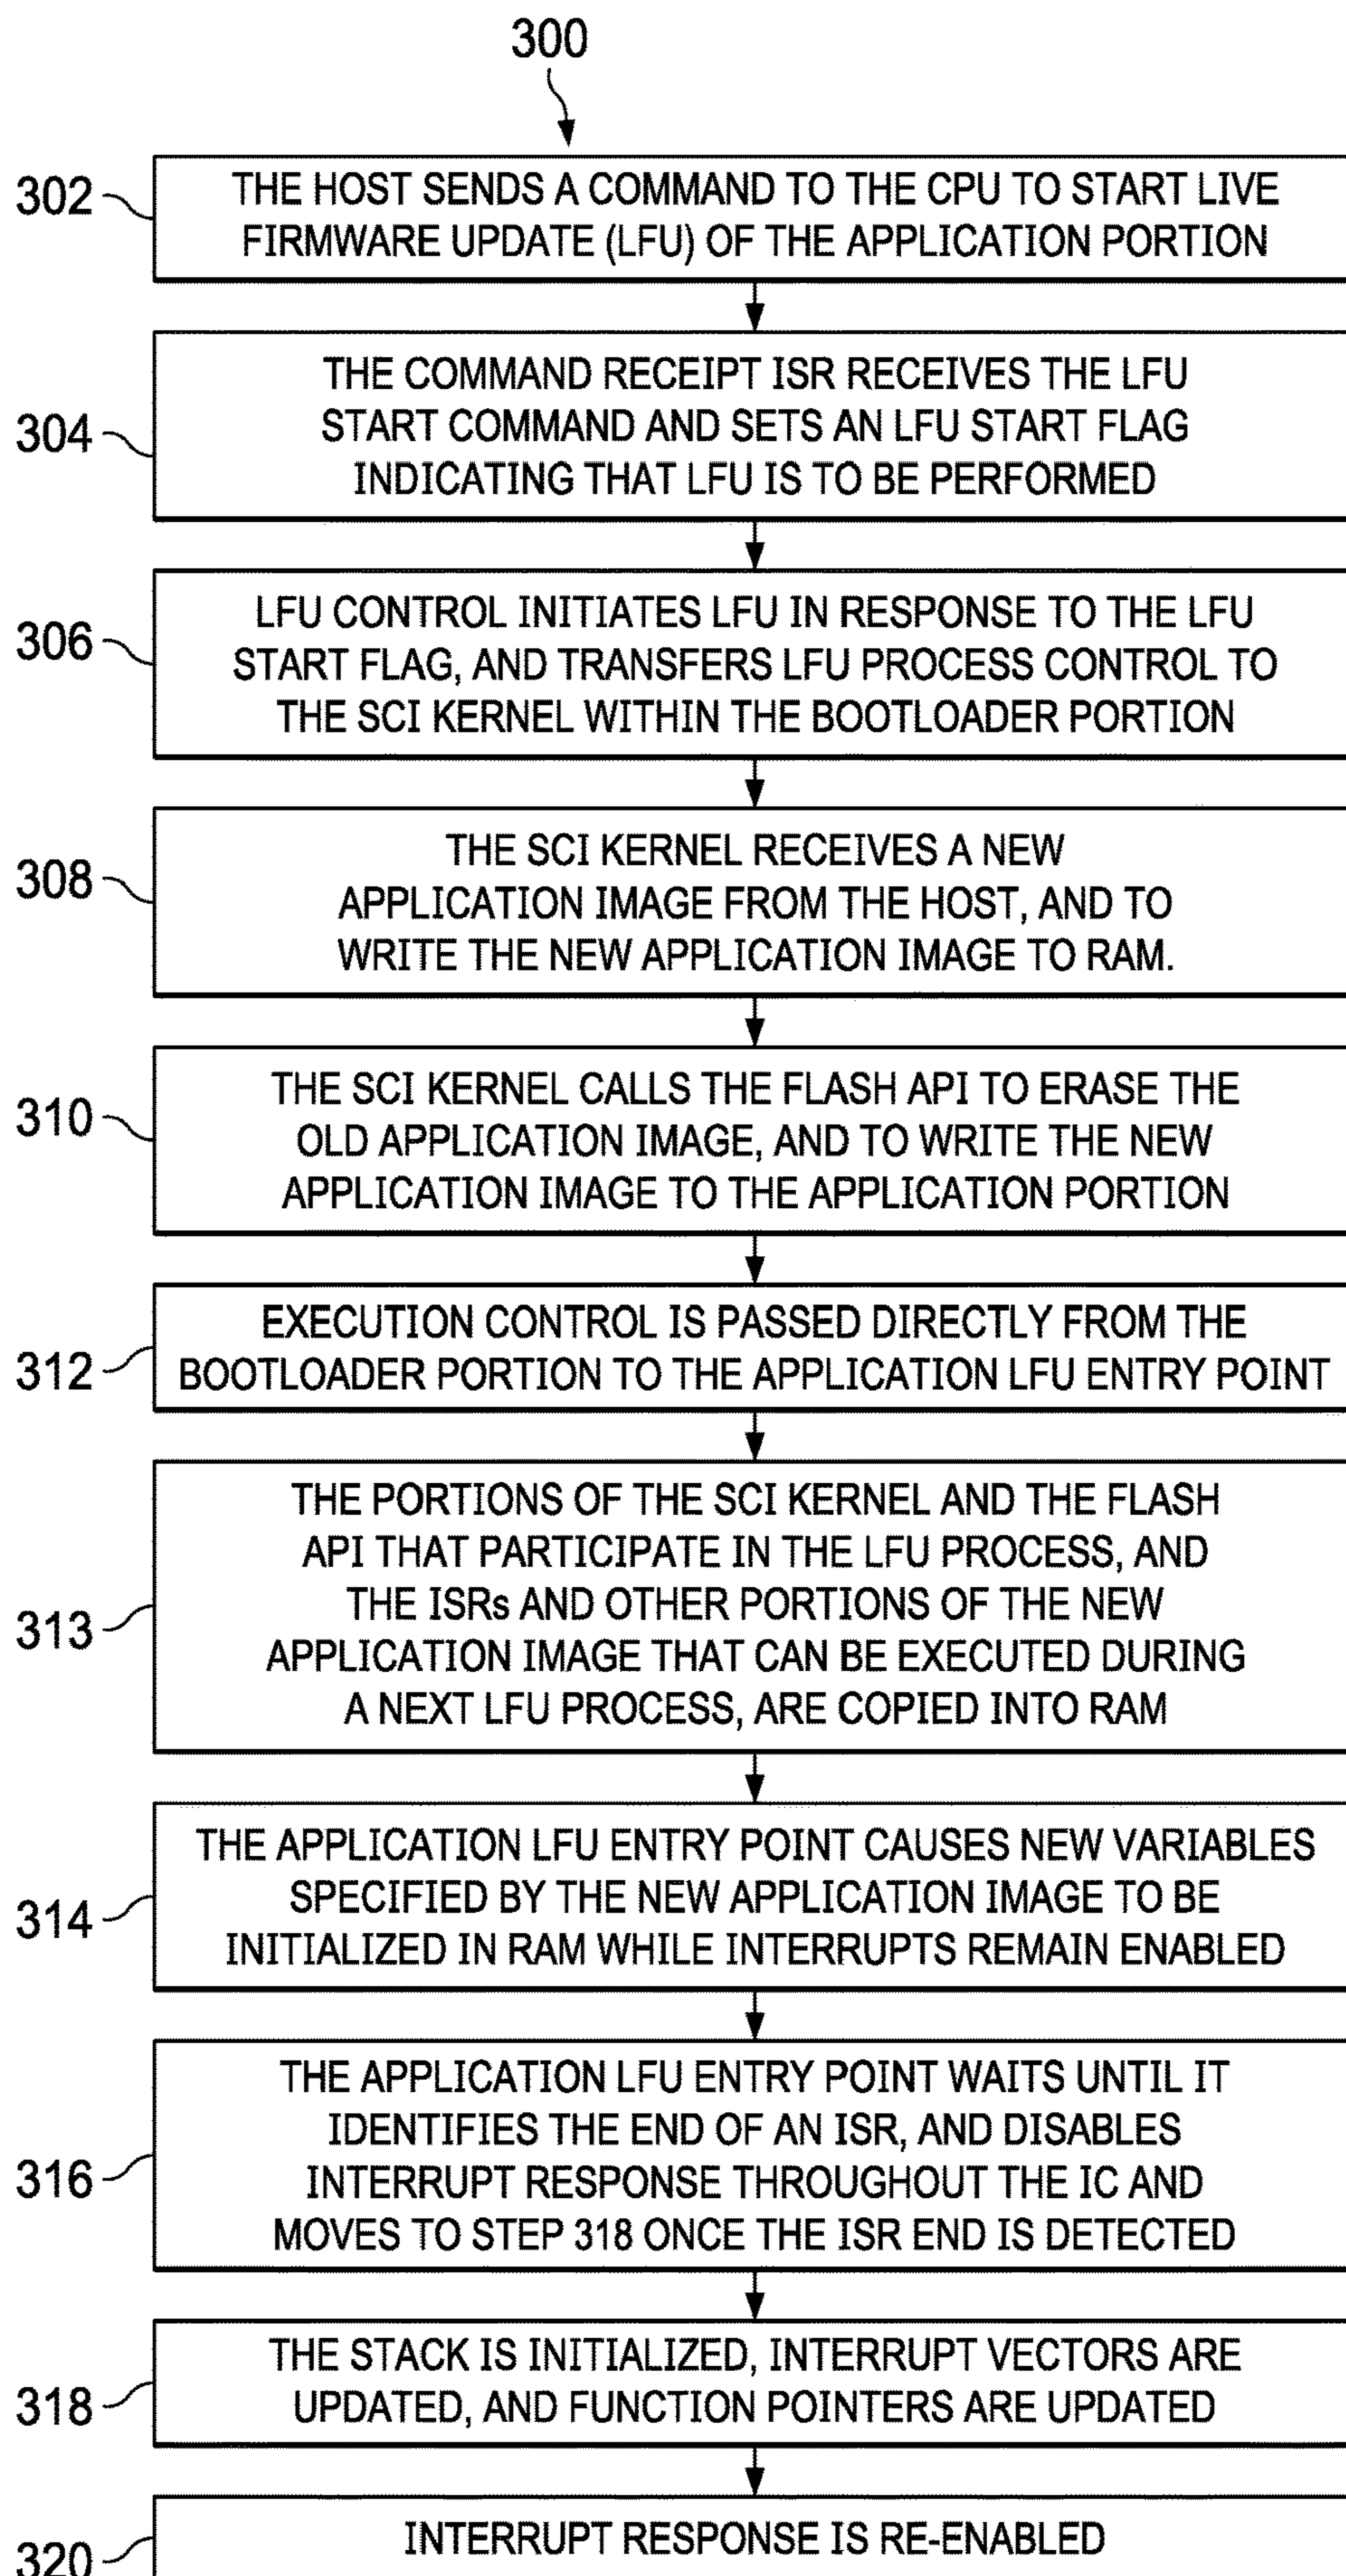 300
302
THE HOST SENDS A COMMAND TO THE CPU TO START LIVE
FIRMWARE UPDATE (LFU) OF THE APPLICATION PORTION
304
THE COMMAND RECEIPT ISR RECEIVES THE LFU
START COMMAND AND SETS AN LFU START FLAG
INDICATING THAT LFU IS TO BE PERFORMED
306
LFU CONTROL INITIATES LFU IN RESPONSE TO THE LFU
START FLAG, AND TRANSFERS LFU PROCESS CONTROL TO
THE SCI KERNEL WITHIN THE BOOTLOADER PORTION
308
THE SCI KERNEL RECEIVES A NEW
APPLICATION IMAGE FROM THE HOST, AND TO
WRITE THE NEW APPLICATION IMAGE TO RAM.
310
THE SCI KERNEL CALLS THE FLASH API TO ERASE THE
OLD APPLICATION IMAGE, AND TO WRITE THE NEW
APPLICATION IMAGE TO THE APPLICATION PORTION
312
EXECUTION CONTROL IS PASSED DIRECTLY FROM THE
BOOTLOADER PORTION TO THE APPLICATION LFU ENTRY POINT
313
THE PORTIONS OF THE SCI KERNEL AND THE FLASH
API THAT PARTICIPATE IN THE LFU PROCESS, AND
THE ISRs AND OTHER PORTIONS OF THE NEW
APPLICATION IMAGE THAT CAN BE EXECUTED DURING
A NEXT LFU PROCESS, ARE COPIED INTO RAM
314
THE APPLICATION LFU ENTRY POINT CAUSES NEW VARIABLES
SPECIFIED BY THE NEW APPLICATION IMAGE TO BE
INITIALIZED IN RAM WHILE INTERRUPTS REMAIN ENABLED
316
THE APPLICATION LFU ENTRY POINT WAITS UNTIL IT
IDENTIFIES THE END OF AN ISR, AND DISABLES
INTERRUPT RESPONSE THROUGHOUT THE IC AND
MOVES TO STEP 318 ONCE THE ISR END IS DETECTED
318
THE STACK IS INITIALIZED, INTERRUPT VECTORS ARE
UPDATED, AND FUNCTION POINTERS ARE UPDATED
320
INTERRUPT RESPONSE IS RE-ENABLED